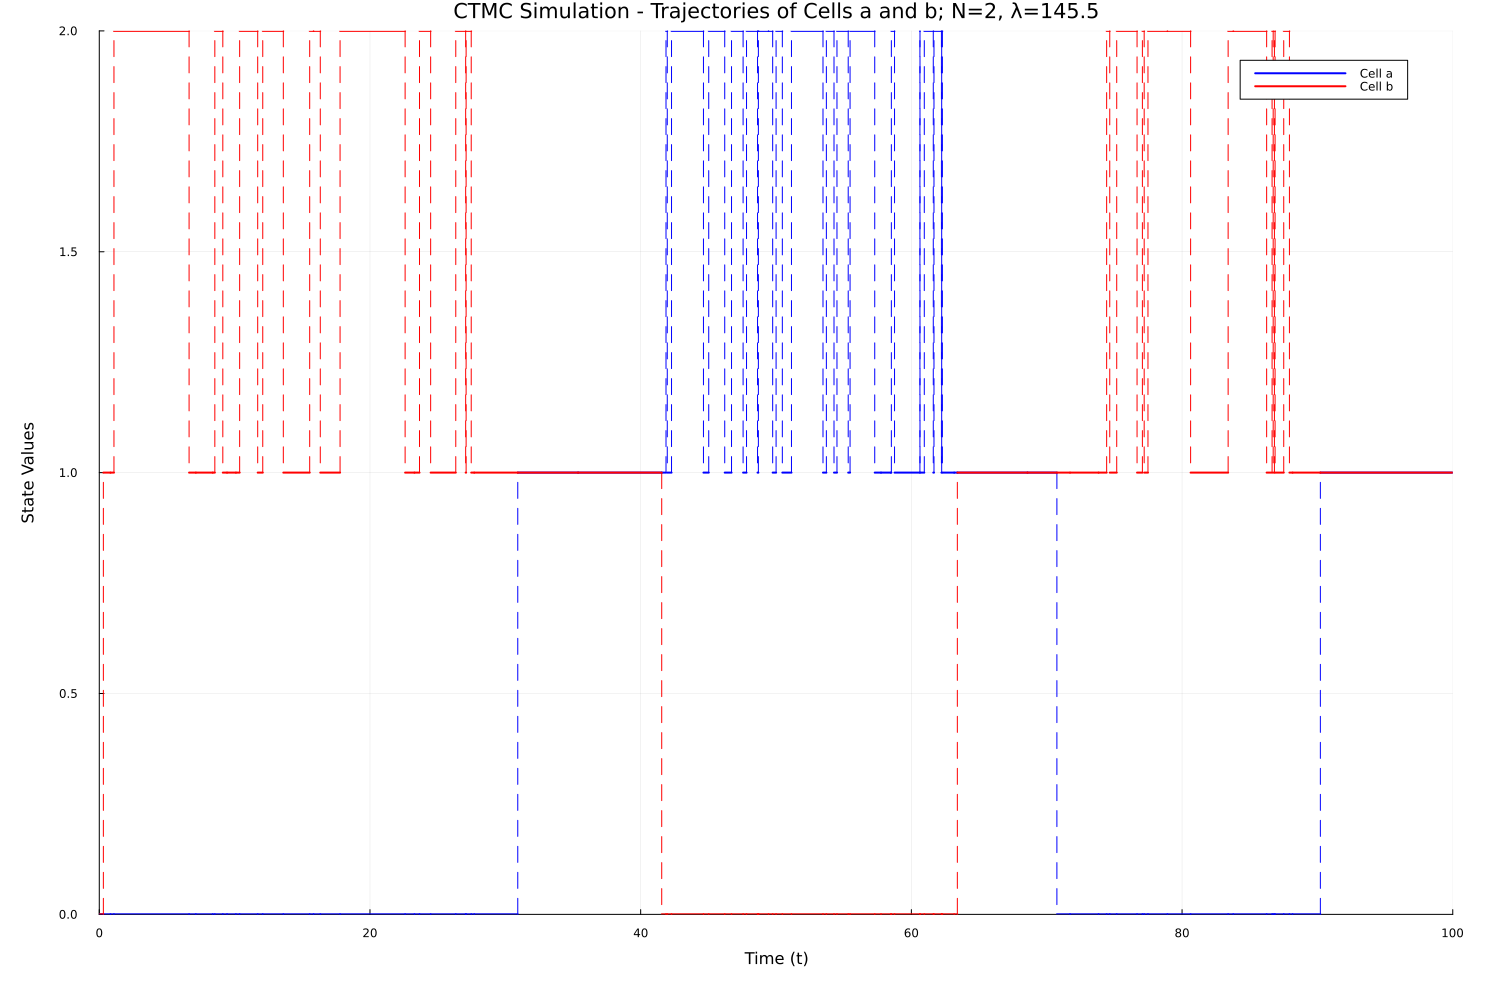 CTMC Simulation - Trajectories of Cells a and b; N=2, λ=145.5
2.0
Cell a
Cell b
1.5
State Values
1.0
0.5
0.0
0 20 40 60 80 100
Time (t)